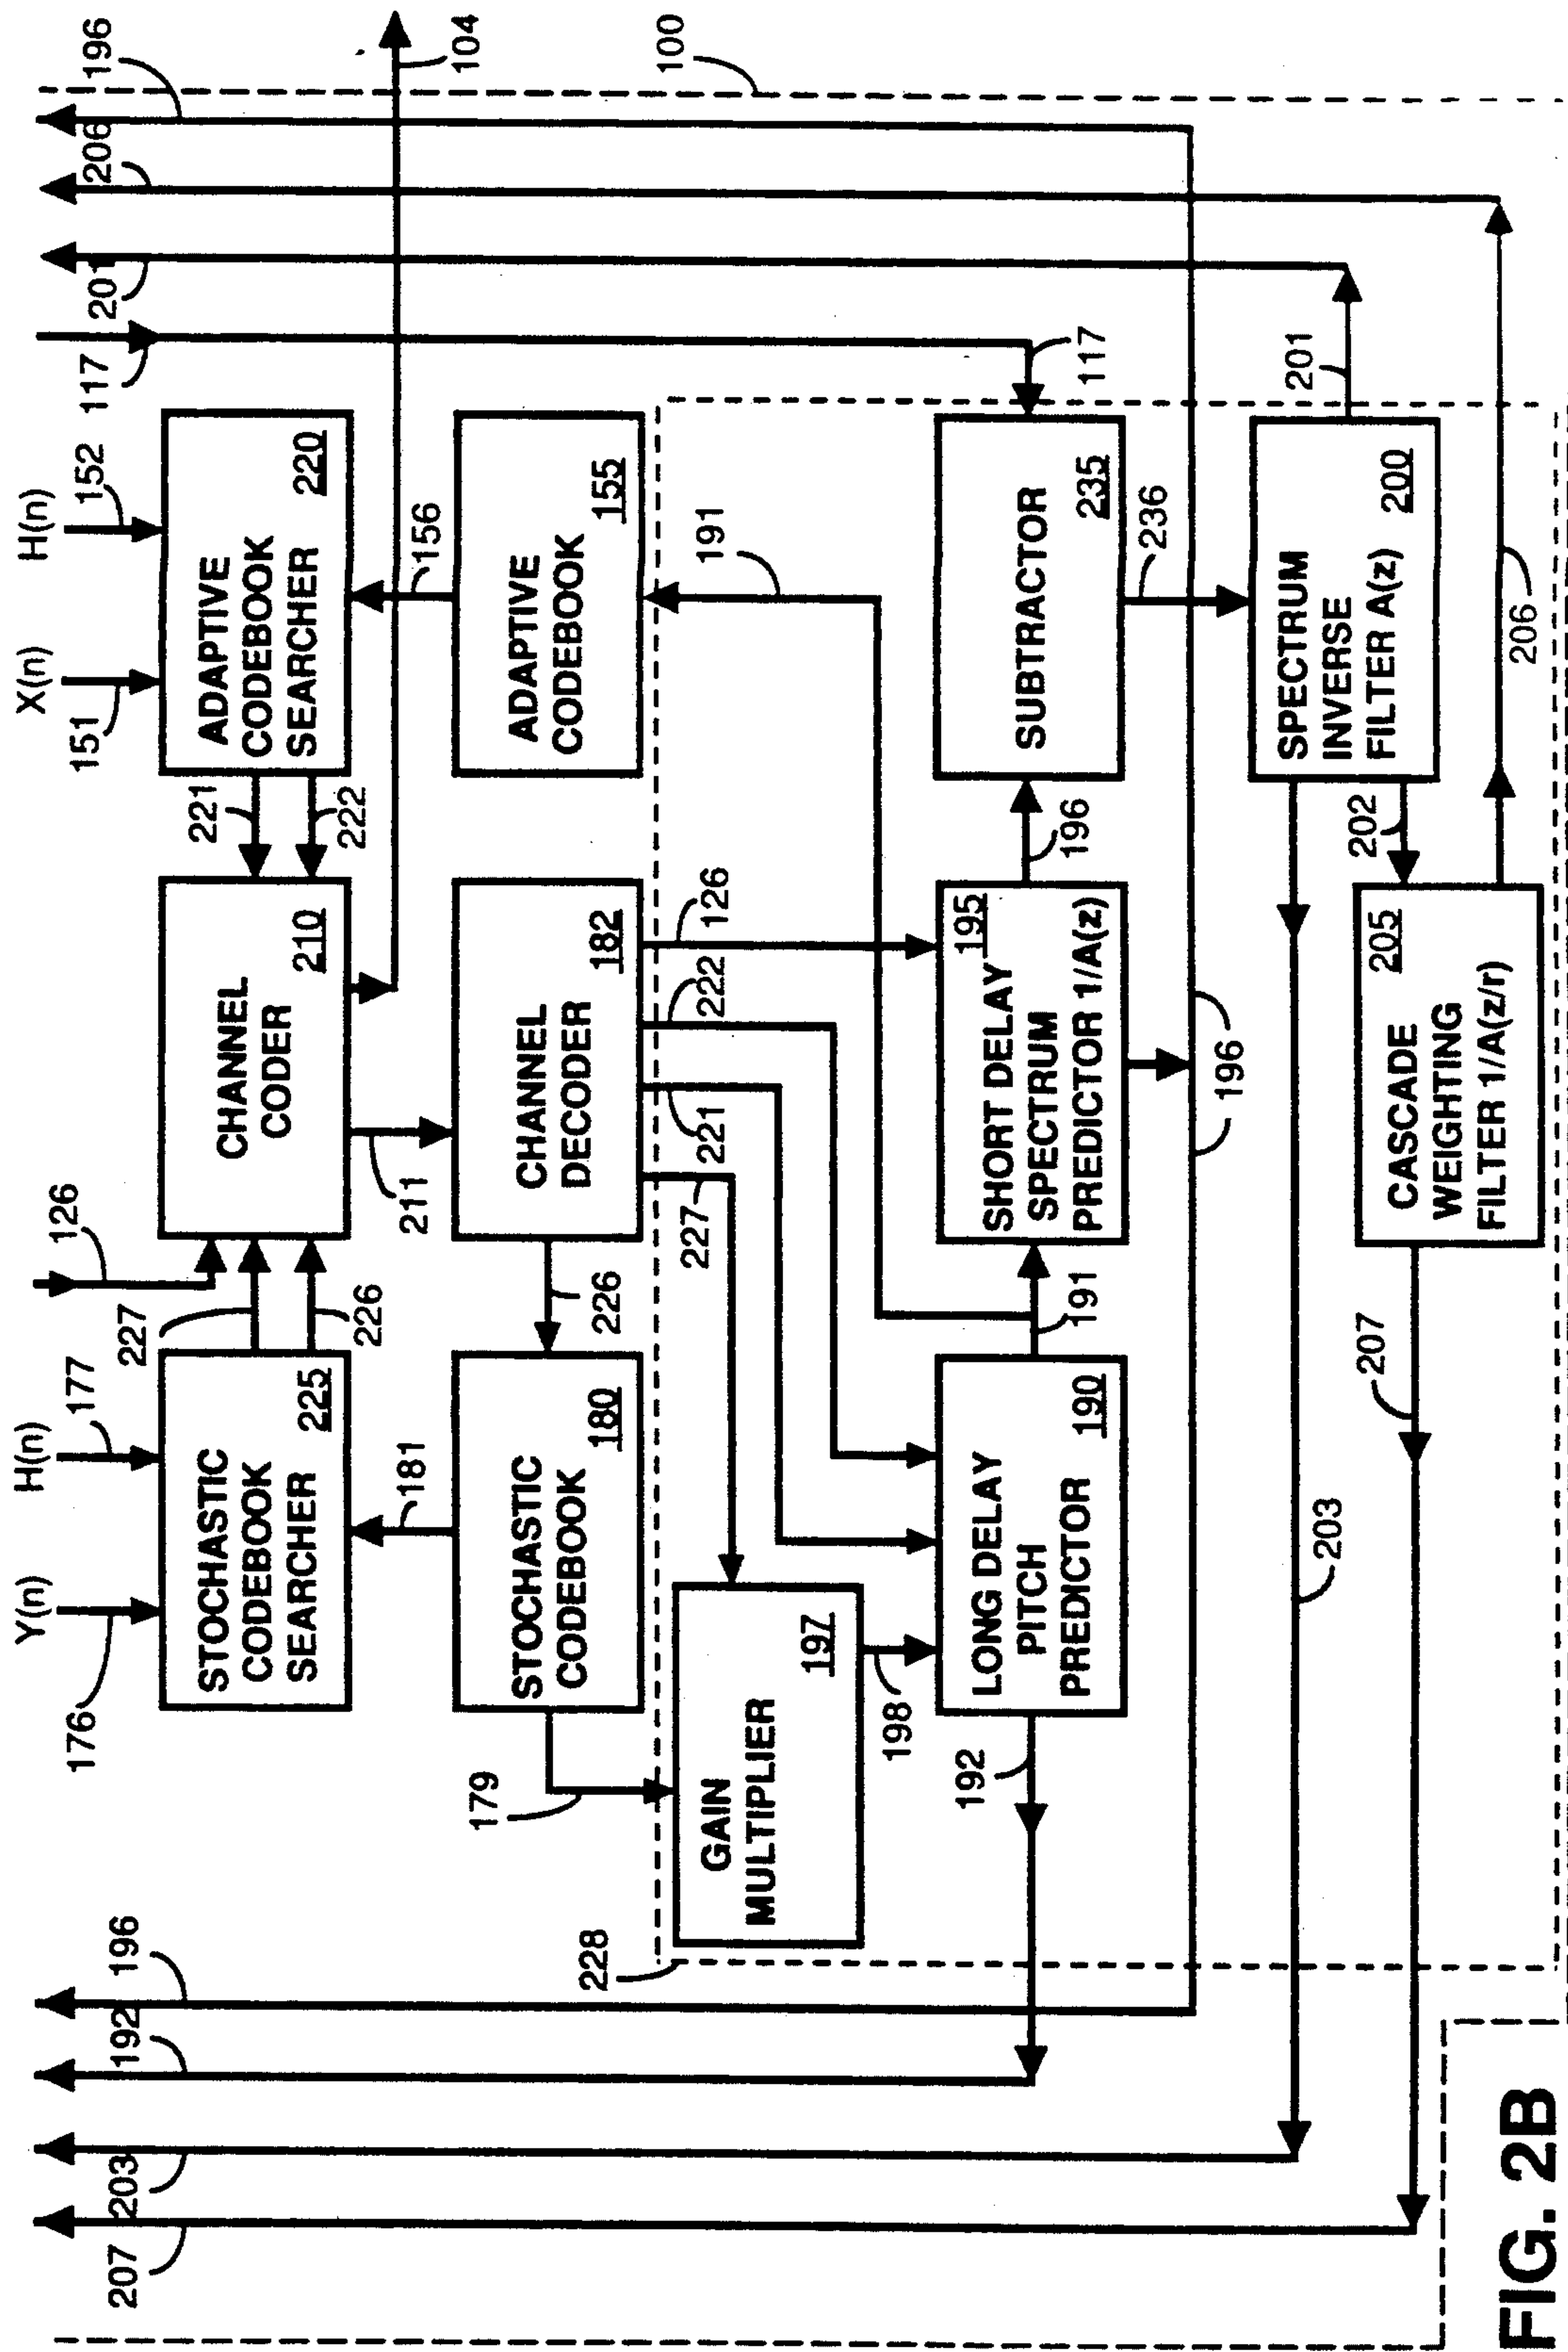 207
203
192
196
Y(n)
H(n)
X(n)
H(n)
176
177
126
151
152
117
201
206
196
STOCHASTIC
CODEBOOK
SEARCHER
225
227
226
CHANNEL
CODER
210
221
222
ADAPTIVE
CODEBOOK
SEARCHER
220
104
181
211
156
100
STOCHASTIC
CODEBOOK
180
226
CHANNEL
DECODER
182
ADAPTIVE
CODEBOOK
155
179
228
227
221
222
126
191
GAIN
MULTIPLIER
197
198
192
LONG DELAY
PITCH
PREDICTOR
190
191
195
SHORT DELAY
SPECTRUM
PREDICTOR 1/A(z)
196
SUBTRACTOR
235
117
236
196
196
203
SPECTRUM
INVERSE
FILTER A(z)
200
201
202
207
205
CASCADE
WEIGHTING
FILTER 1/A(z/r)
206
FIG. 2B